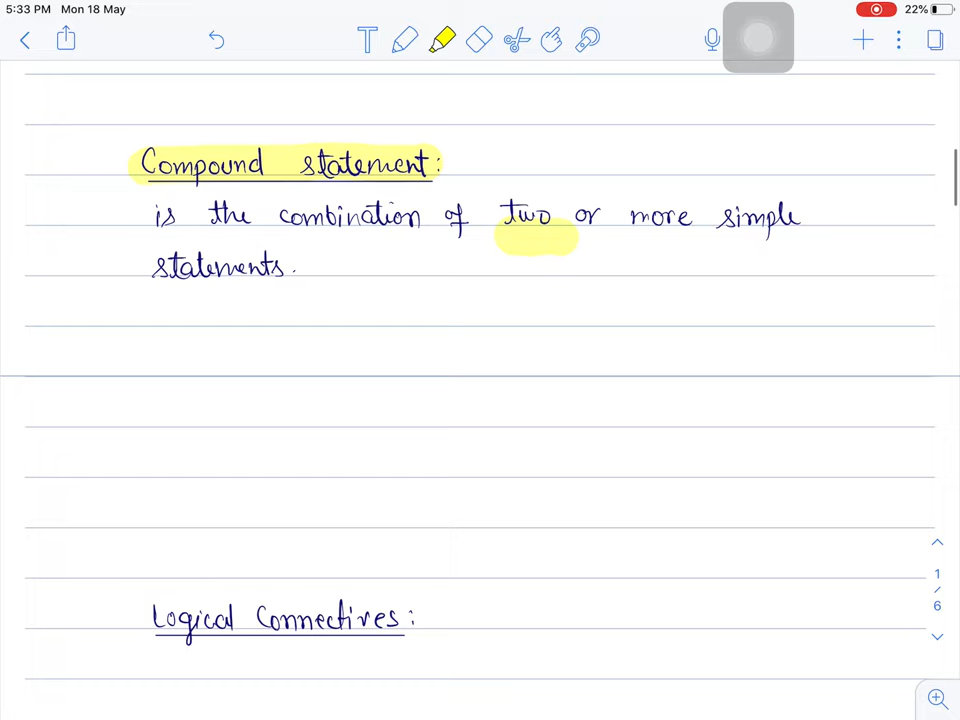 5:33 PM Mon 18 May
22%
Compound statement:
is the combination of two or more simple
statements.
Logical Connectives:
1
/
6